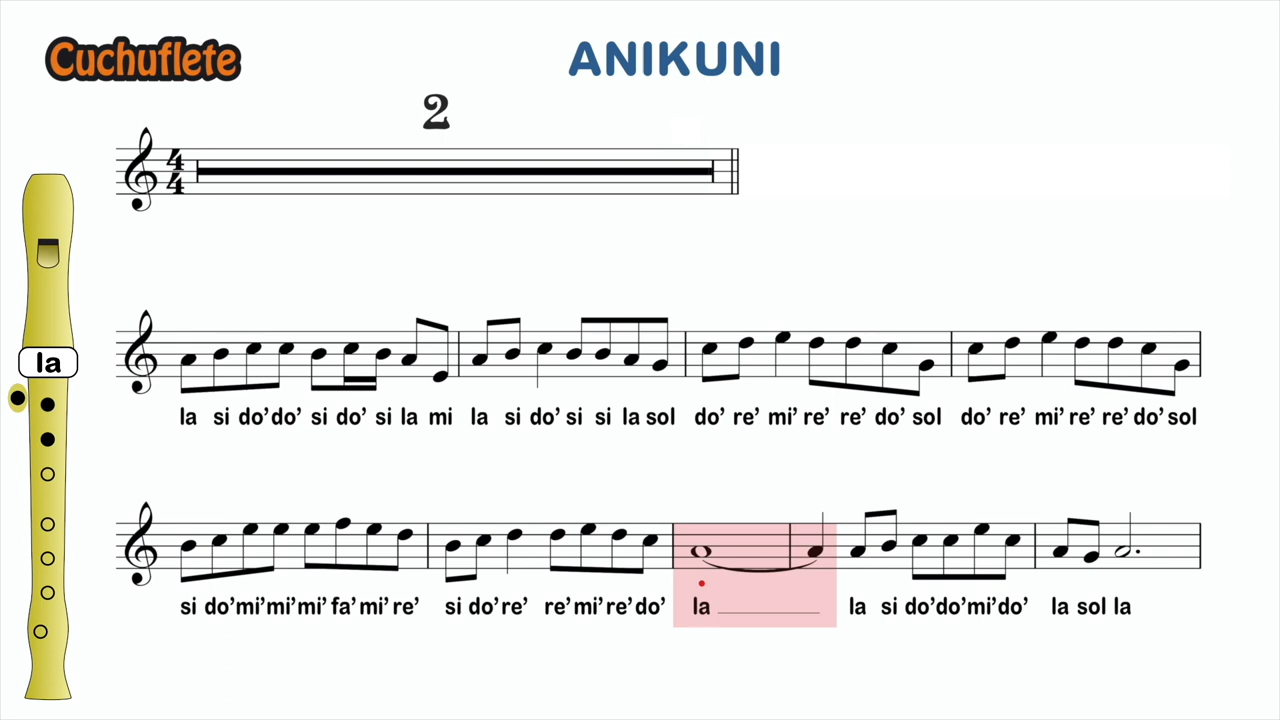 Cuchuflete
ANIKUNI
2
4
4
la
la si do’ do’ si do’ si la mi la si do’ si si la sol do’ re’ mi’ re’ re’ do’ sol do’ re’ mi’ re’ re’ do’ sol
si do’ mi’ mi’ mi’ fa’ mi’ re’ si do’ re’ re’ mi’ re’ do’ la la si do’ do’ mi’ do’ la sol la